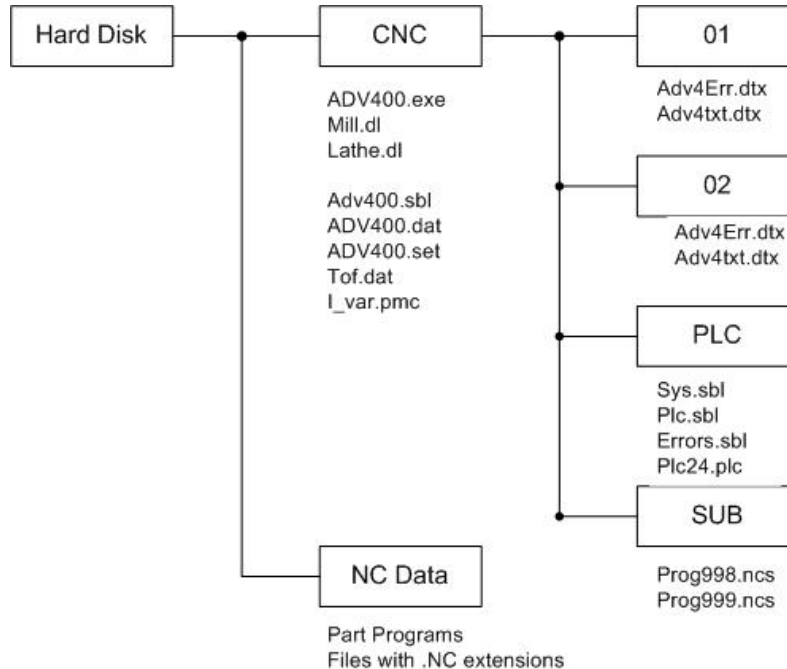 Hard Disk
CNC
ADV400.exe
Mill.dl
Lathe.dl
Adv400.sbl
ADV400.dat
ADV400.set
Tof.dat
I_var.pmc
01
Adv4Err.dtx
Adv4txt.dtx
02
Adv4Err.dtx
Adv4txt.dtx
PLC
Sys.sbl
Plc.sbl
Errors.sbl
Plc24.plc
SUB
Prog998.ncs
Prog999.ncs
NC Data
Part Programs
Files with .NC extensions